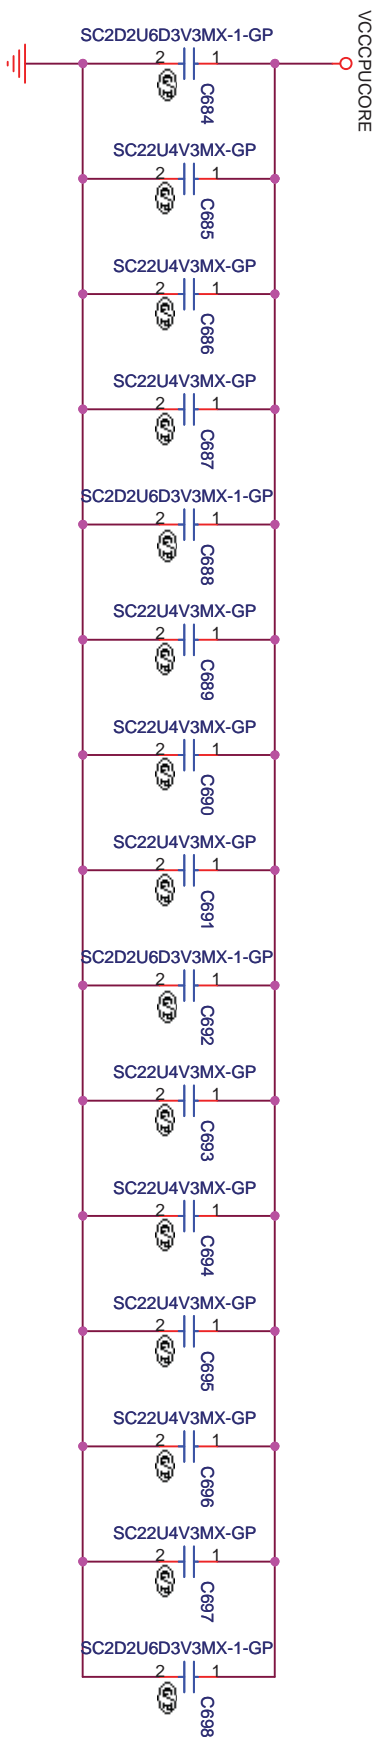 VCCCPUCORE
SC2D2U6D3V3MX-1-GP
2 1
G/P
C684
SC22U4V3MX-GP
2 1
G/P
C685
SC22U4V3MX-GP
2 1
G/P
C686
SC22U4V3MX-GP
2 1
G/P
C687
SC2D2U6D3V3MX-1-GP
2 1
G/P
C688
SC22U4V3MX-GP
2 1
G/P
C689
SC22U4V3MX-GP
2 1
G/P
C690
SC22U4V3MX-GP
2 1
G/P
C691
SC2D2U6D3V3MX-1-GP
2 1
G/P
C692
SC22U4V3MX-GP
2 1
G/P
C693
SC22U4V3MX-GP
2 1
G/P
C694
SC22U4V3MX-GP
2 1
G/P
C695
SC22U4V3MX-GP
2 1
G/P
C696
SC22U4V3MX-GP
2 1
G/P
C697
SC2D2U6D3V3MX-1-GP
2 1
G/P
C698